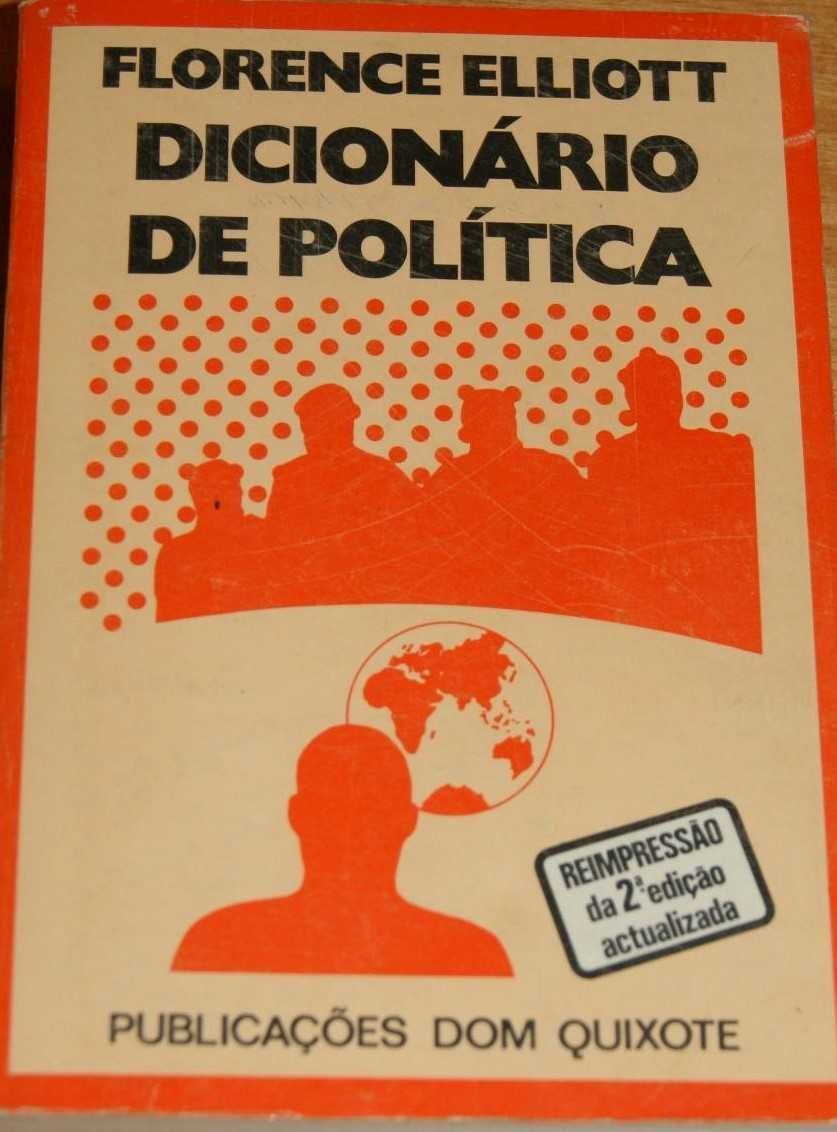 FLORENCE ELLIOTT
DICIONÁRIO
DE POLÍTICA
REIMPRESSÃO
da 2ª edição
actualizada
PUBLICAÇÕES DOM QUIXOTE